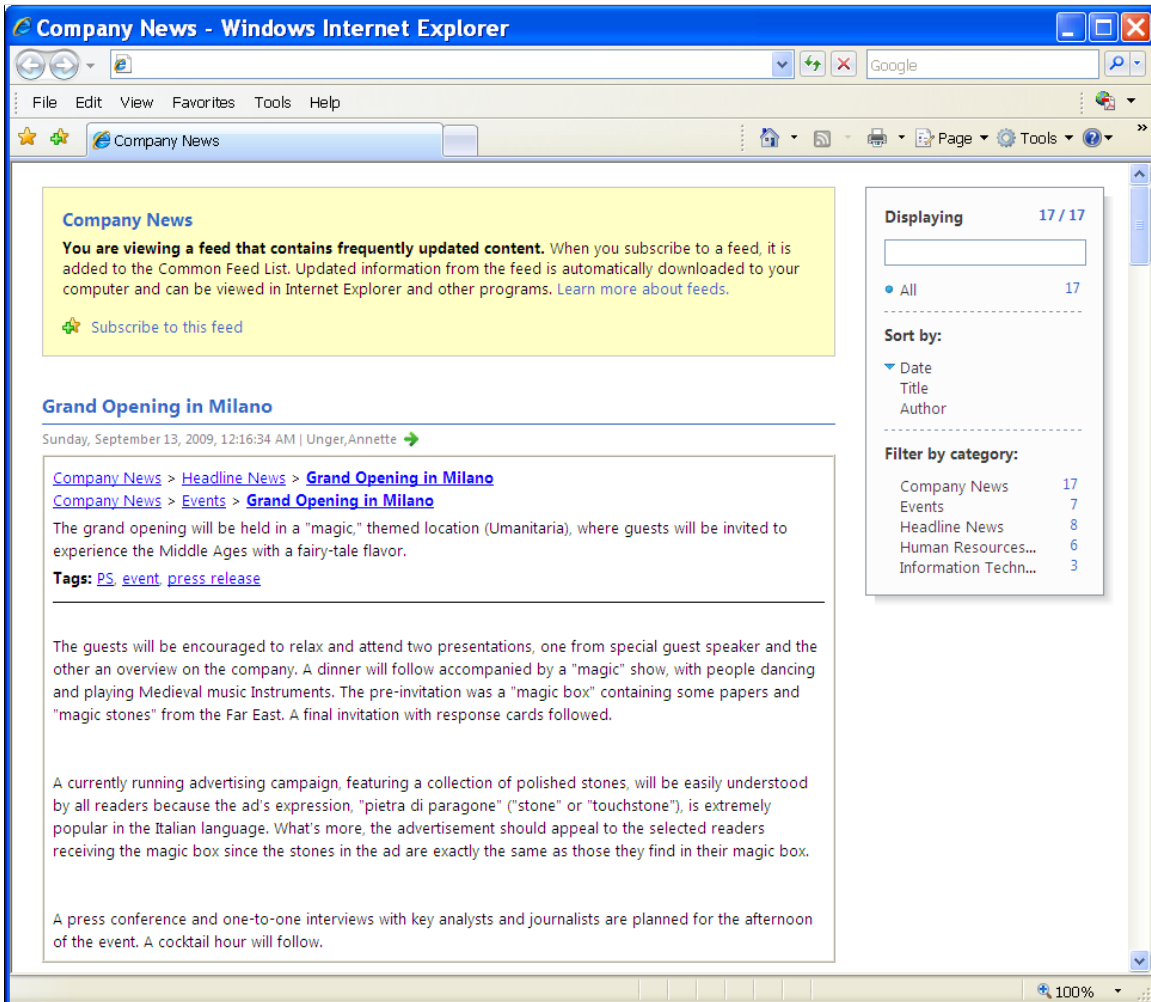 Company News - Windows Internet Explorer
Google
File Edit View Favorites Tools Help
Company News
Page Tools »
Company News
You are viewing a feed that contains frequently updated content. When you subscribe to a feed, it is
added to the Common Feed List. Updated information from the feed is automatically downloaded to your
computer and can be viewed in Internet Explorer and other programs. Learn more about feeds.
Subscribe to this feed
Grand Opening in Milano
Sunday, September 13, 2009, 12:16:34 AM | Unger,Annette
Company News > Headline News > Grand Opening in Milano
Company News > Events > Grand Opening in Milano
The grand opening will be held in a "magic," themed location (Umanitaria), where guests will be invited to
experience the Middle Ages with a fairy-tale flavor.
Tags: PS, event, press release
The guests will be encouraged to relax and attend two presentations, one from special guest speaker and the
other an overview on the company. A dinner will follow accompanied by a "magic" show, with people dancing
and playing Medieval music Instruments. The pre-invitation was a "magic box" containing some papers and
"magic stones" from the Far East. A final invitation with response cards followed.
A currently running advertising campaign, featuring a collection of polished stones, will be easily understood
by all readers because the ad's expression, "pietra di paragone" ("stone" or "touchstone"), is extremely
popular in the Italian language. What's more, the advertisement should appeal to the selected readers
receiving the magic box since the stones in the ad are exactly the same as those they find in their magic box.
A press conference and one-to-one interviews with key analysts and journalists are planned for the afternoon
of the event. A cocktail hour will follow.
Displaying 17 / 17
All 17
Sort by:
Date
Title
Author
Filter by category:
Company News 17
Events 7
Headline News 8
Human Resources... 6
Information Techn... 3
100%